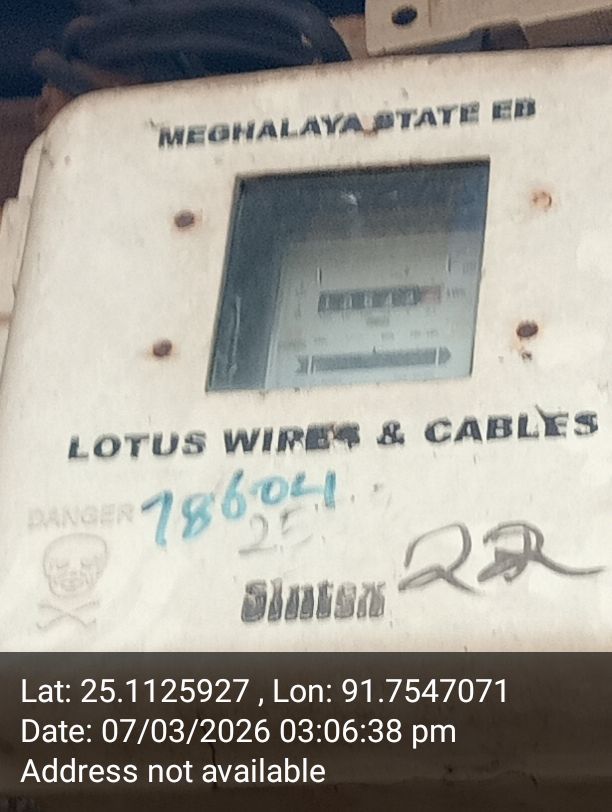 MEGHALAYA STATE EB
LOTUS WIRES & CABLES
DANGER
78604
25
Sintex
22
Lat: 25.1125927 , Lon: 91.7547071
Date: 07/03/2026 03:06:38 pm
Address not available